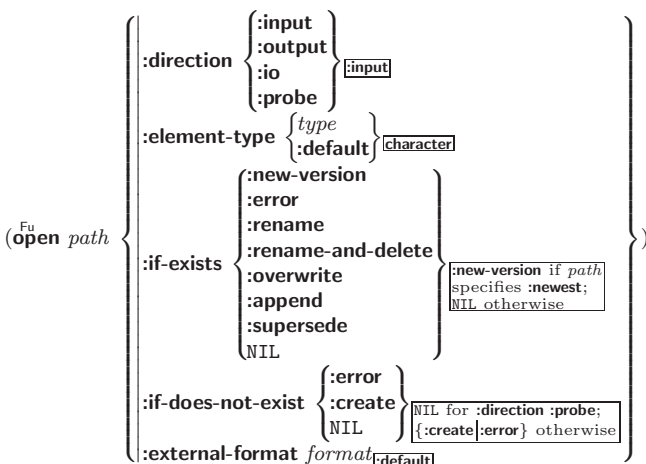 :input
:output
:direction :io :input
:probe
:element-type type character
:default
:new-version
:error
:rename
Fu
(open path :if-exists :rename-and-delete )
:overwrite :new-version if path
:append specifies :newest;
:supersede NIL otherwise
NIL
:error
:if-does-not-exist :create NIL for :direction :probe;
NIL {:create|:error} otherwise
:external-format format :default